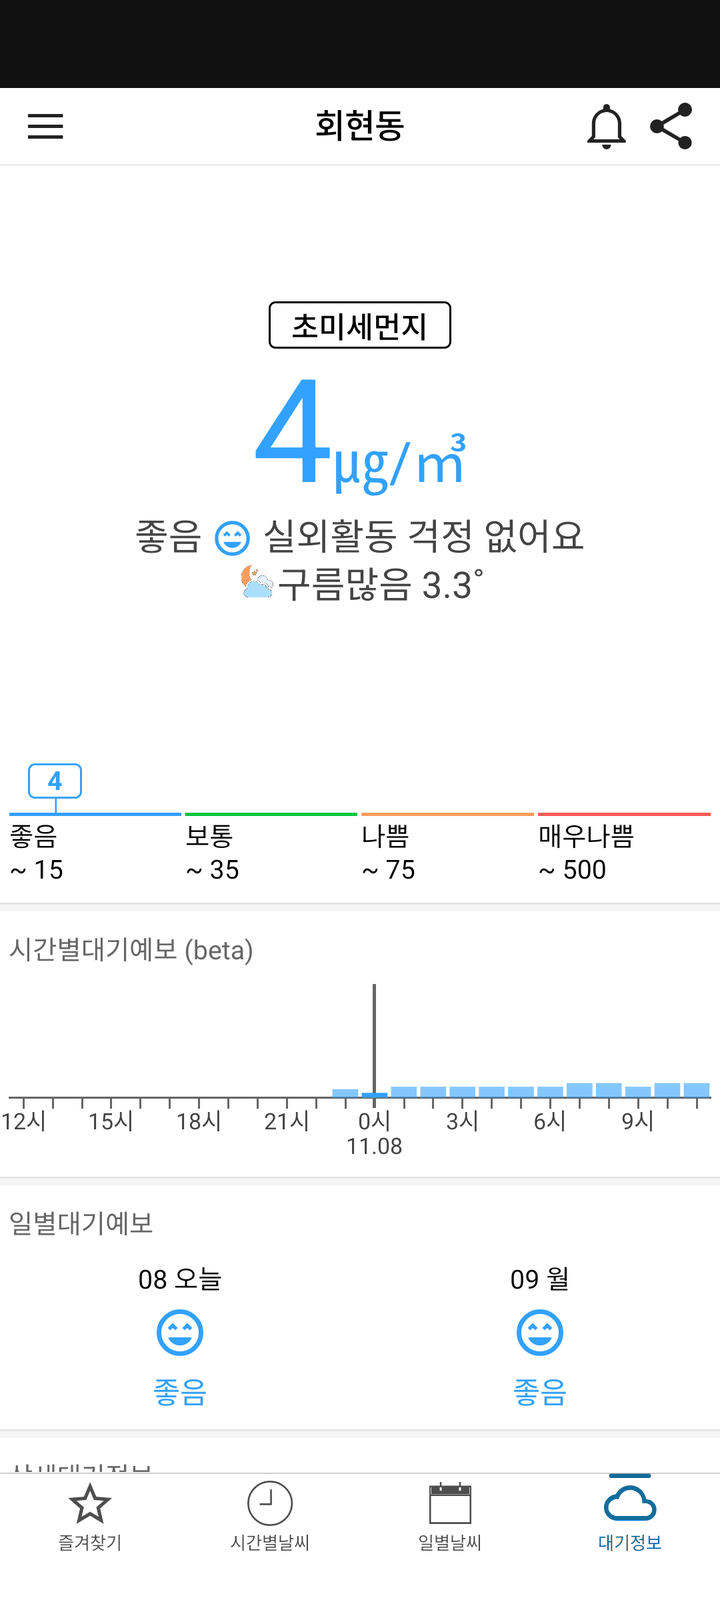 회현동
초미세먼지
4 µg/㎥
좋음 실외활동 걱정 없어요
구름많음 3.3˚
4
좋음 보통 나쁨 매우나쁨
~ 15 ~ 35 ~ 75 ~ 500
시간별대기예보 (beta)
12시 15시 18시 21시 0시 3시 6시 9시
11.08
일별대기예보
08 오늘 09 월
좋음 좋음
즐겨찾기 시간별날씨 일별날씨 대기정보